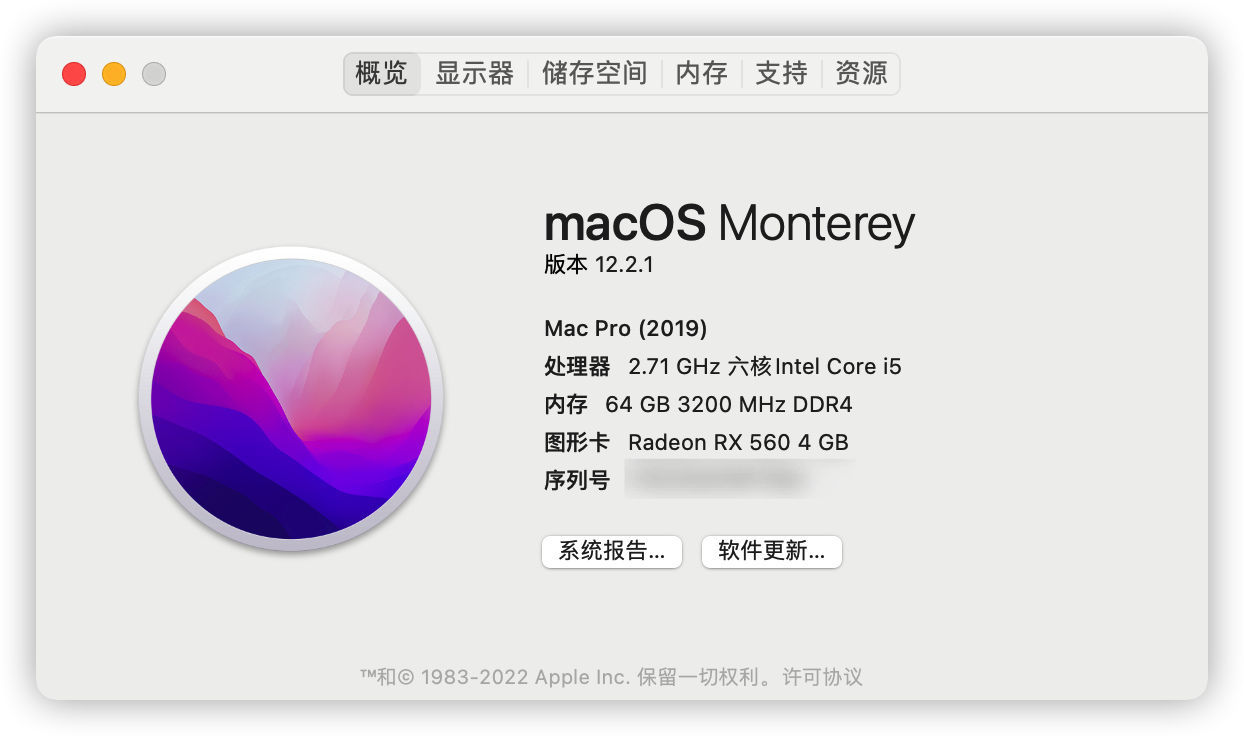 概览 显示器 储存空间 内存 支持 资源
macOS Monterey
版本 12.2.1
Mac Pro (2019)
处理器 2.71 GHz 六核Intel Core i5
内存 64 GB 3200 MHz DDR4
图形卡 Radeon RX 560 4 GB
序列号
系统报告... 软件更新...
™和© 1983-2022 Apple Inc. 保留一切权利。许可协议